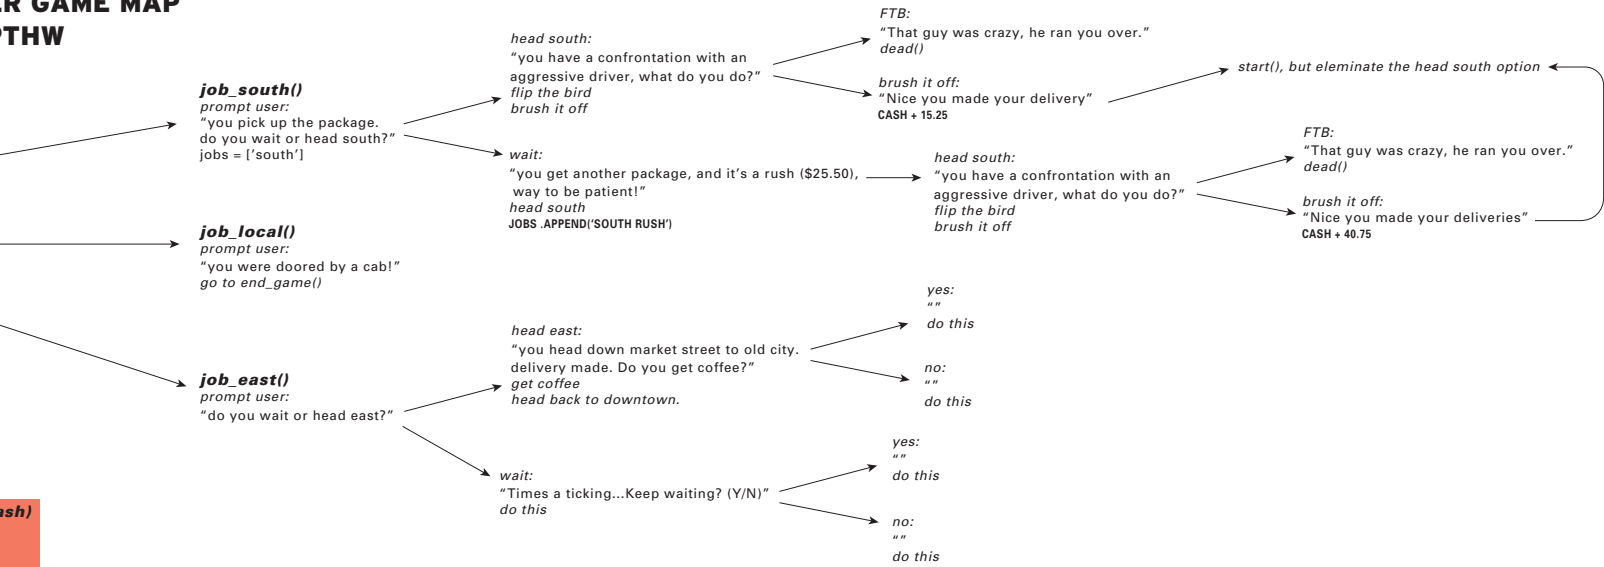 ER GAME MAP
PTHW
job_south()
prompt user:
“you pick up the package.
do you wait or head south?”
jobs = [‘south’]
head south:
“you have a confrontation with an
aggressive driver, what do you do?”
flip the bird
brush it off
FTB:
“That guy was crazy, he ran you over.”
dead()
brush it off:
“Nice you made your delivery”
CASH + 15.25
start(), but eleminate the head south option
wait:
“you get another package, and it’s a rush ($25.50),
way to be patient!”
head south
JOBS .APPEND(‘SOUTH RUSH’)
head south:
“you have a confrontation with an
aggressive driver, what do you do?”
flip the bird
brush it off
FTB:
“That guy was crazy, he ran you over.”
dead()
brush it off:
“Nice you made your deliveries”
CASH + 40.75
job_local()
prompt user:
“you were doored by a cab!”
go to end_game()
job_east()
prompt user:
“do you wait or head east?”
head east:
“you head down market street to old city.
delivery made. Do you get coffee?”
get coffee
head back to downtown.
yes:
“”
do this
no:
“”
do this
wait:
“Times a ticking...Keep waiting? (Y/N)”
do this
yes:
“”
do this
no:
“”
do this
ash)